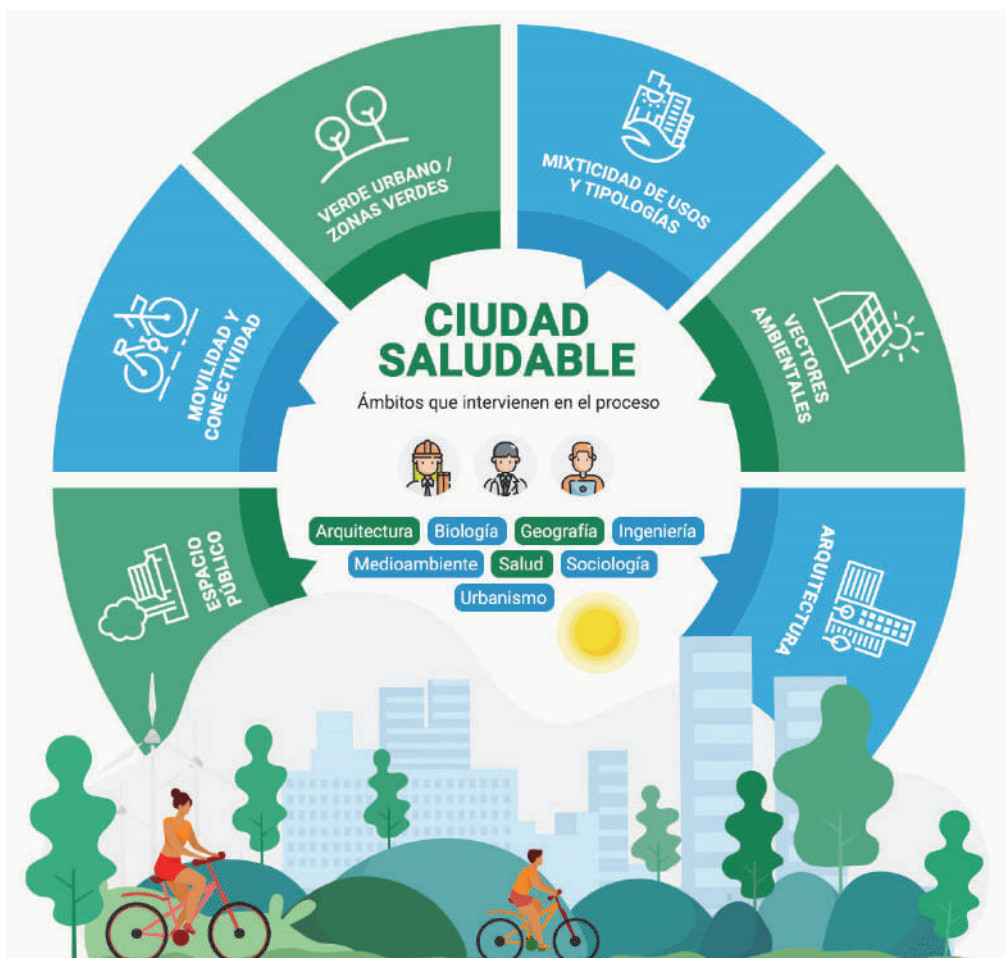 CIUDAD
SALUDABLE
Ámbitos que intervienen en el proceso
Arquitectura Biología Geografía Ingeniería
Medioambiente Salud Sociología
Urbanismo
ESPACIO
PÚBLICO
MOVILIDAD Y
CONECTIVIDAD
VERDE URBANO /
ZONAS VERDES
MIXTICIDAD DE USOS
Y TIPOLOGÍAS
VECTORES
AMBIENTALES
ARQUITECTURA